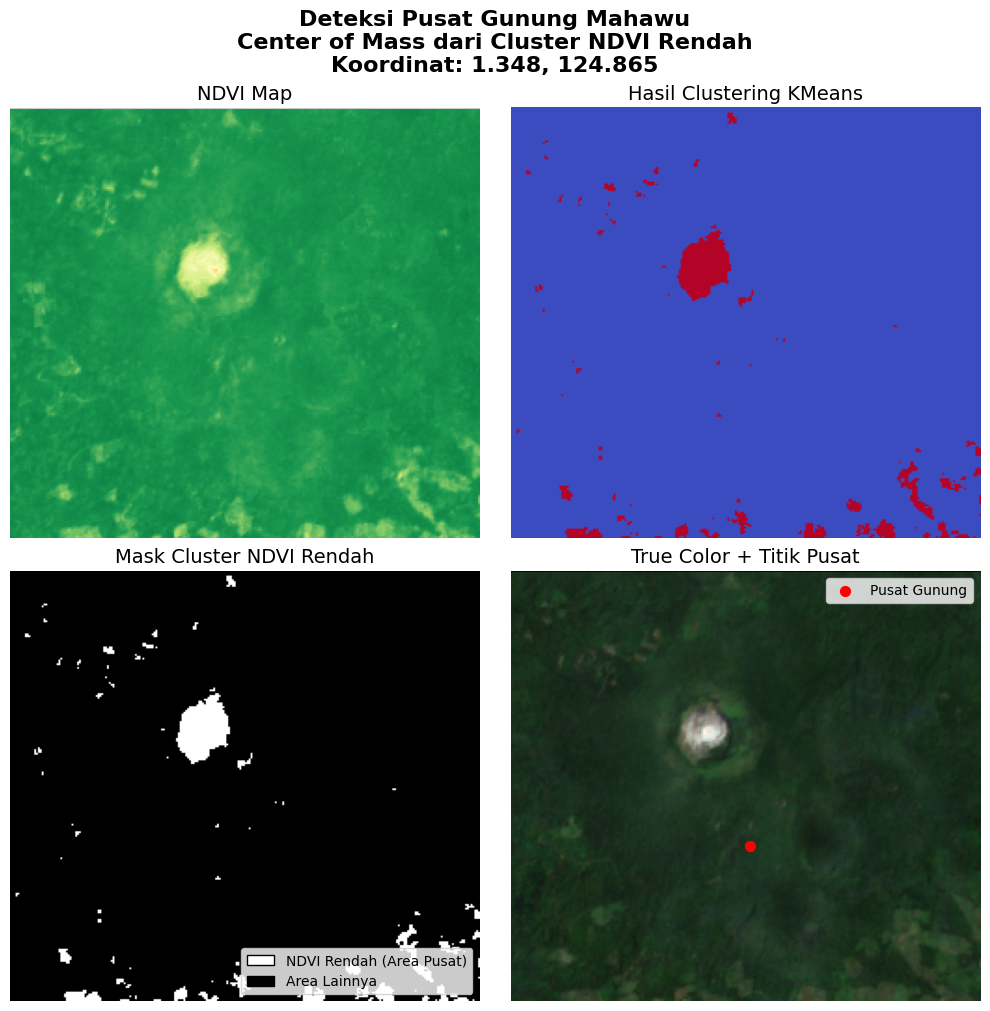 Deteksi Pusat Gunung Mahawu
Center of Mass dari Cluster NDVI Rendah
Koordinat: 1.348, 124.865
NDVI Map
Hasil Clustering KMeans
Mask Cluster NDVI Rendah
NDVI Rendah (Area Pusat)
Area Lainnya
True Color + Titik Pusat
Pusat Gunung